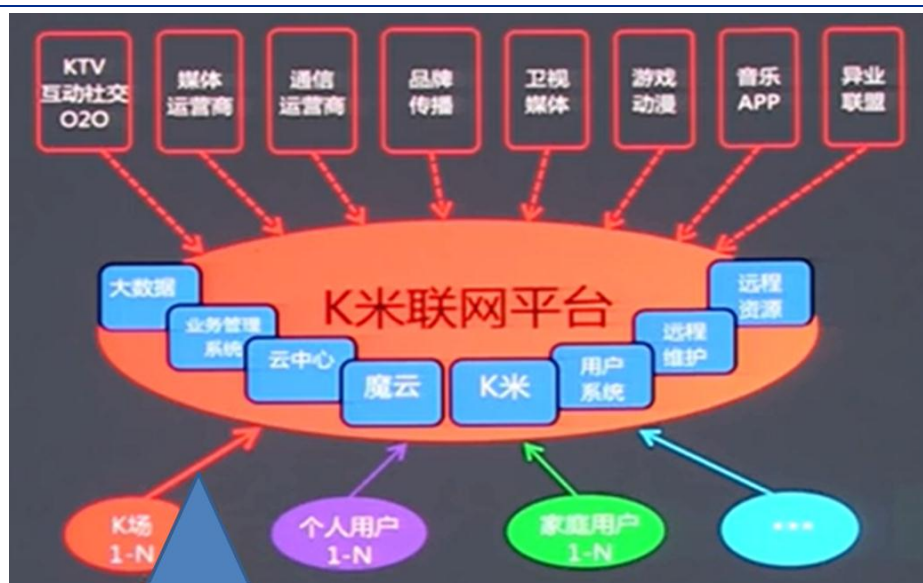 KTV
互动社交
O2O
媒体
运营商
通信
运营商
品牌
传播
卫视
媒体
游戏
动漫
音乐
APP
异业
联盟
K米联网平台
大数据
业务管理
系统
云中心
魔云
K米
用户
系统
远程
维护
远程
资源
K场
1-N
个人用户
1-N
家庭用户
1-N
***